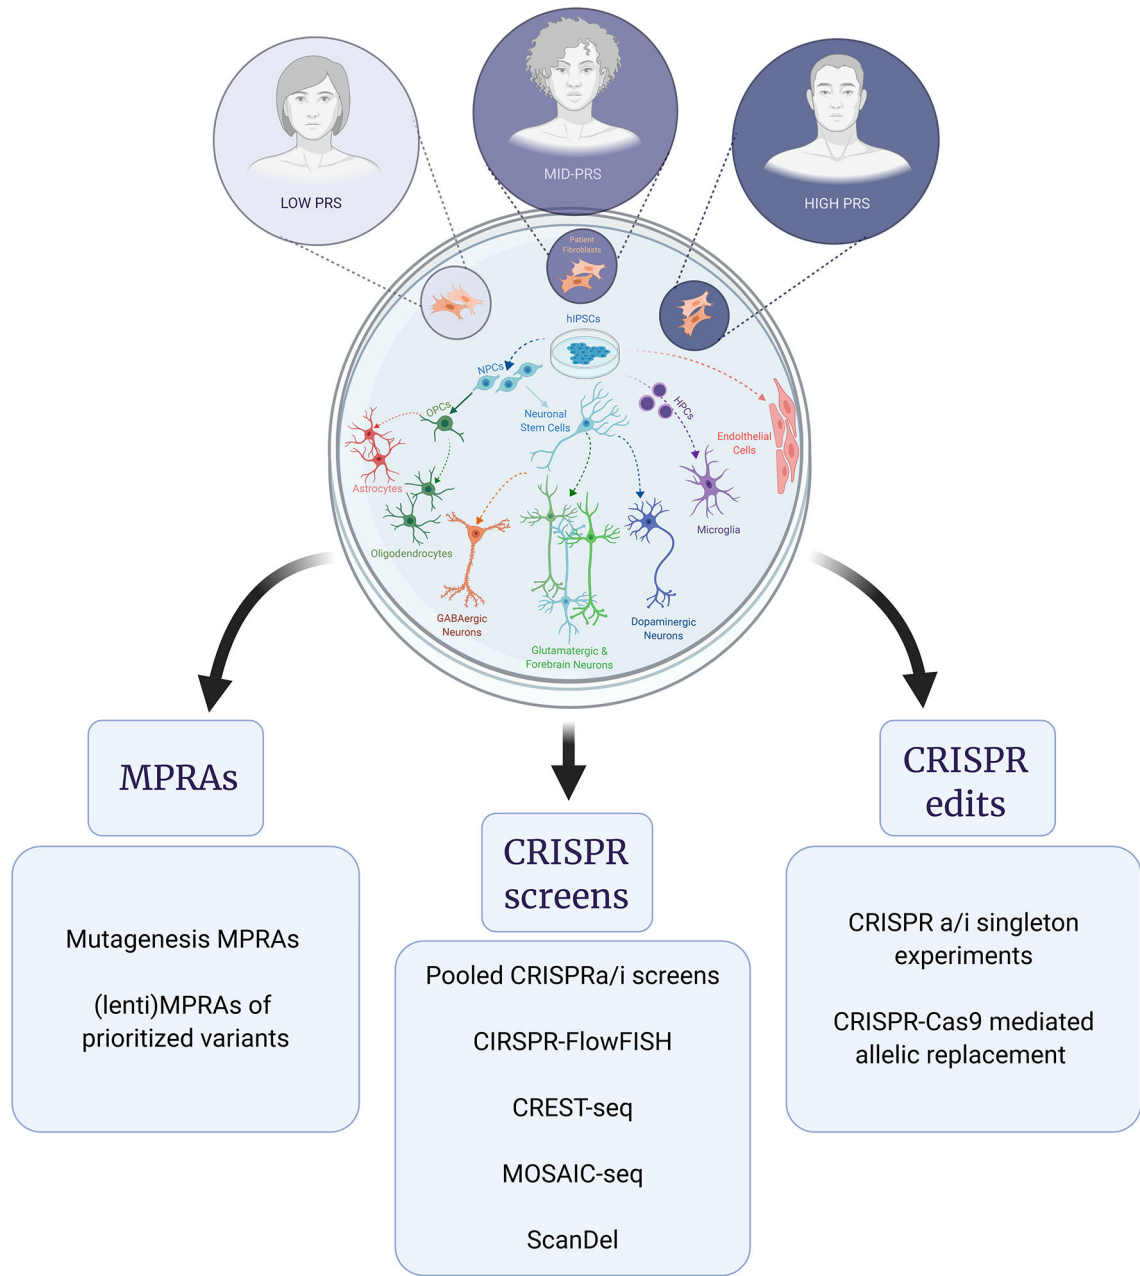 LOW PRS
MID-PRS
HIGH PRS
Patient
Fibroblasts
hIPSCs
NPCs
OPCs
Neuronal
Stem Cells
HPCs
Endolthelial
Cells
Astrocytes
Oligodendrocytes
Microglia
GABAergic
Neurons
Glutamatergic &
Forebrain Neurons
Dopaminergic
Neurons
MPRAs
Mutagenesis MPRAs
(lenti)MPRAs of
prioritized variants
CRISPR
screens
Pooled CRISPRa/i screens
CIRSPR-FlowFISH
CREST-seq
MOSAIC-seq
ScanDel
CRISPR
edits
CRISPR a/i singleton
experiments
CRISPR-Cas9 mediated
allelic replacement